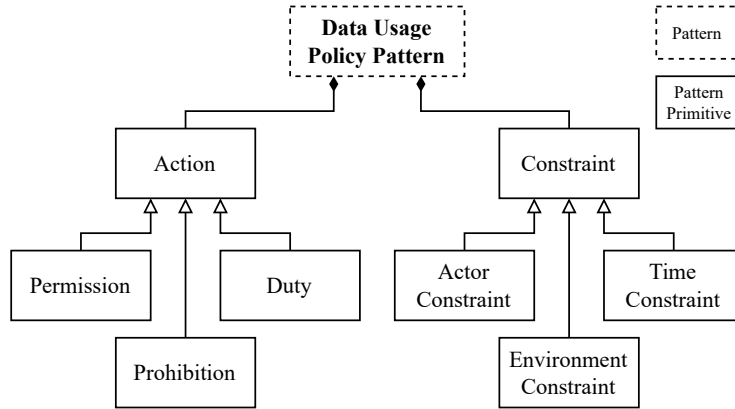 Data Usage
Policy Pattern
Pattern
Pattern
Primitive
Action
Constraint
Permission
Duty
Actor
Constraint
Time
Constraint
Prohibition
Environment
Constraint